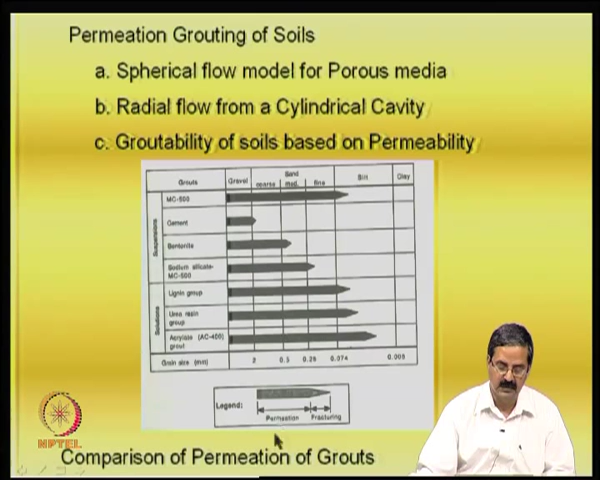 Permeation Grouting of Soils
a. Spherical flow model for Porous media
b. Radial flow from a Cylindrical Cavity
c. Groutability of soils based on Permeability
Grouts Gravel Sand Silt Clay
coarse med. fine
Suspensions
MC-500
Cement
Bentonite
Sodium silicate-
MC-500
Solutions
Lignin group
Urea resin
group
Acrylate (AC-400)
grout
Grain size (mm) 2 0.5 0.25 0.074 0.005
Legend:
Permeation Fracturing
NPTEL
Comparison of Permeation of Grouts